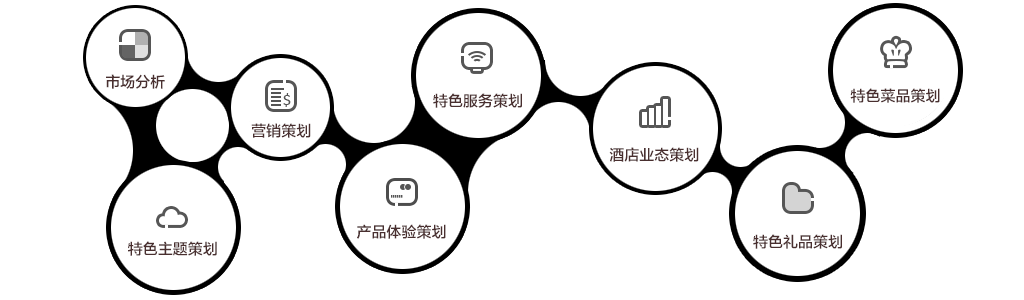 市场分析
营销策划
特色主题策划
特色服务策划
产品体验策划
酒店业态策划
特色菜品策划
特色礼品策划